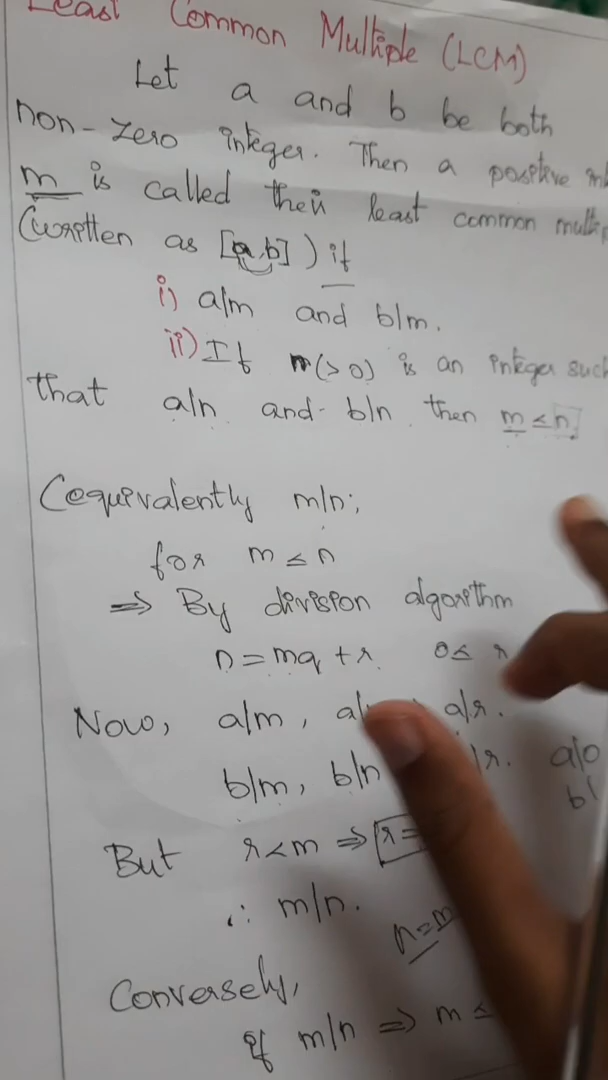 Least Common Multiple (LCM)
Let a and b be both
non-zero integer. Then a positive
m is called their least common
(written as [a,b]) if
i) a/m and b/m.
ii) If m(>0) is an integer such
that a/n and b/n then m ≤ n
(equivalently m/n;
for m ≤ n
⇒ By division algorithm
n = mq + r. 0 ≤ r
Now, a/m, a/r.
b/m, b/n /r. a/0
b/
But r<m ⇒ r =
∴ m/n.
n=m
Conversely,
if m/n ⇒ m ≤